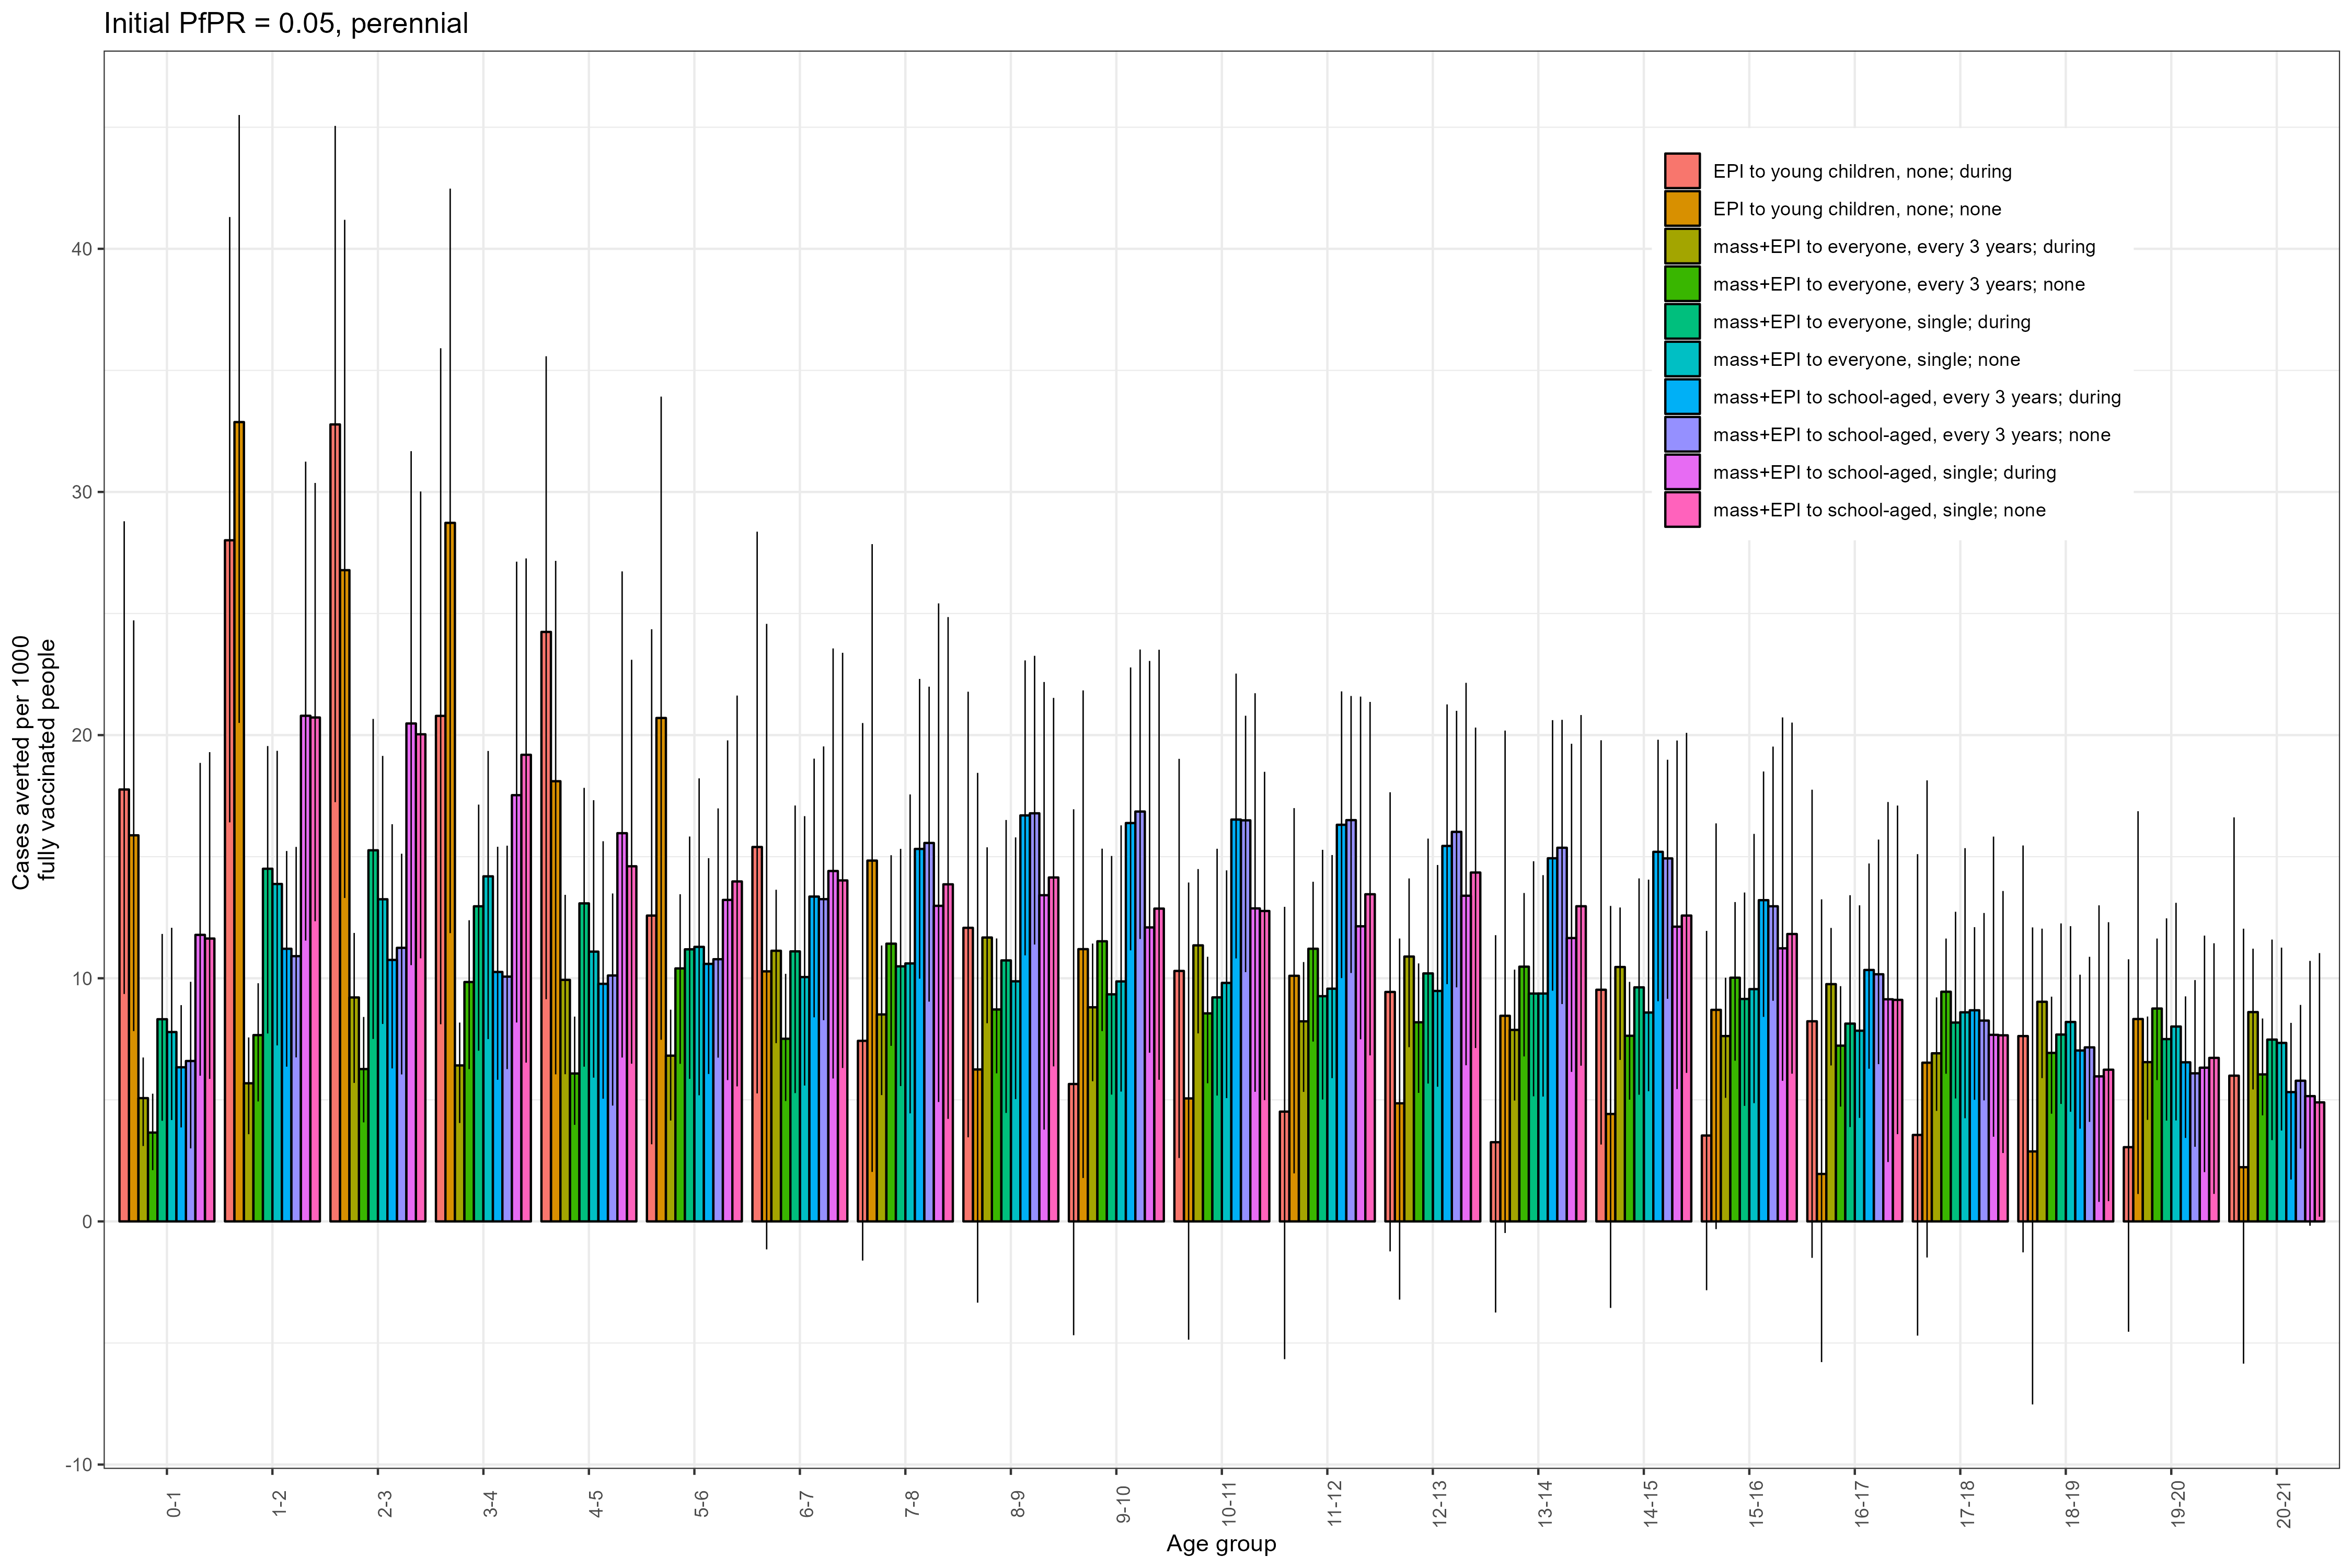 Initial PfPR = 0.05, perennial
Cases averted per 1000
fully vaccinated people
40
30
20
10
0
-10
EPI to young children, none; during
EPI to young children, none; none
mass+EPI to everyone, every 3 years; during
mass+EPI to everyone, every 3 years; none
mass+EPI to everyone, single; during
mass+EPI to everyone, single; none
mass+EPI to school-aged, every 3 years; during
mass+EPI to school-aged, every 3 years; none
mass+EPI to school-aged, single; during
mass+EPI to school-aged, single; none
0-1
1-2
2-3
3-4
4-5
5-6
6-7
7-8
8-9
9-10
10-11
11-12
12-13
13-14
14-15
15-16
16-17
17-18
18-19
19-20
20-21
Age group